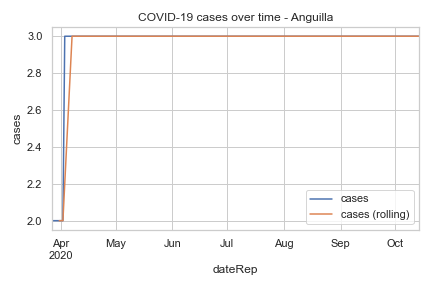 COVID-19 cases over time - Anguilla
3.0
2.8
2.6
2.4
2.2
2.0
cases
cases
cases (rolling)
Apr May Jun Jul Aug Sep Oct
2020
dateRep